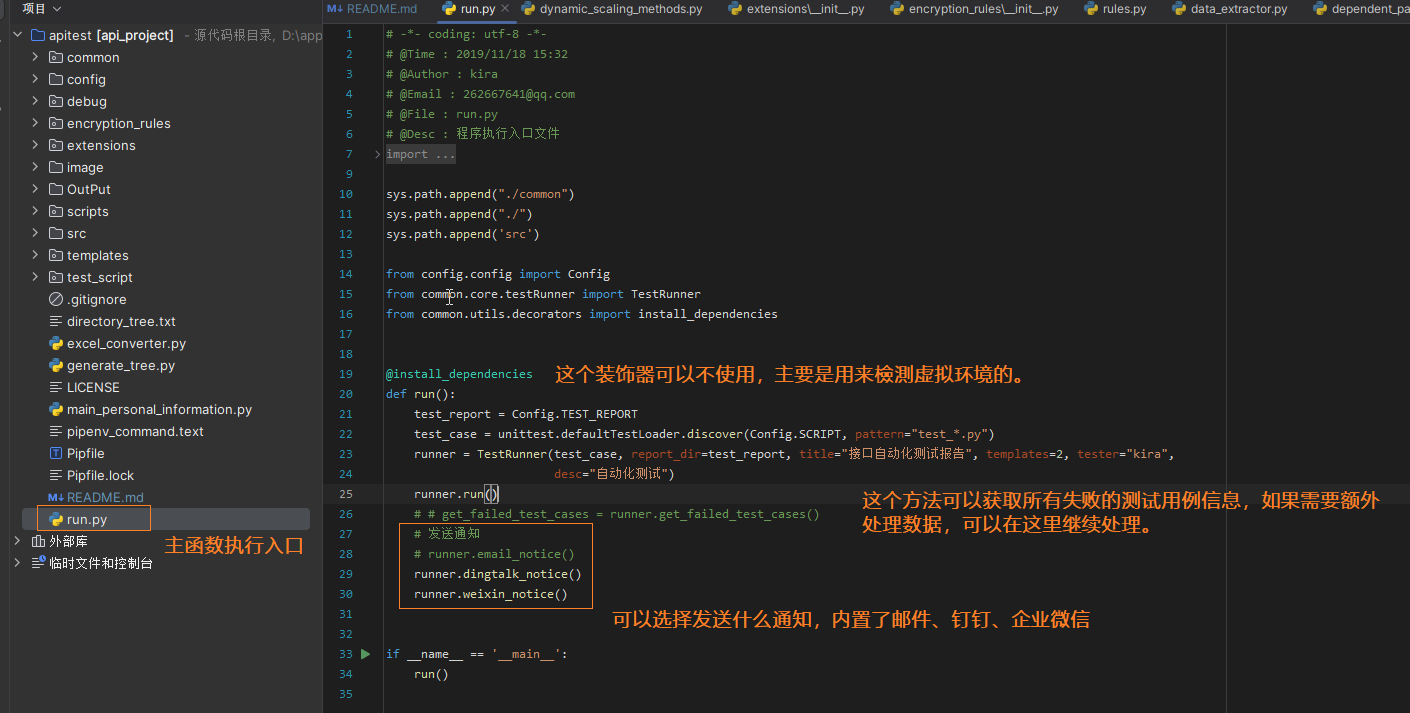 项目
README.md
run.py
dynamic_scaling_methods.py
extensions\__init__.py
encryption_rules\__init__.py
rules.py
data_extractor.py
dependent_pa
apitest [api_project] - 源代码根目录, D:\app
common
config
debug
encryption_rules
extensions
image
OutPut
scripts
src
templates
test_script
.gitignore
directory_tree.txt
excel_converter.py
generate_tree.py
LICENSE
main_personal_information.py
pipenv_command.text
Pipfile
Pipfile.lock
README.md
run.py
外部库
临时文件和控制台
主函数执行入口
1 # -*- coding: utf-8 -*-
2 # @Time : 2019/11/18 15:32
3 # @Author : kira
4 # @Email : 262667641@qq.com
5 # @File : run.py
6 # @Desc : 程序执行入口文件
7 import ...
9
10 sys.path.append("./common")
11 sys.path.append("./")
12 sys.path.append('src')
13
14 from config.config import Config
15 from common.core.testRunner import TestRunner
16 from common.utils.decorators import install_dependencies
17
18
19 @install_dependencies 这个装饰器可以不使用，主要是用来檢测虚拟环境的。
20 def run():
21 test_report = Config.TEST_REPORT
22 test_case = unittest.defaultTestLoader.discover(Config.SCRIPT, pattern="test_*.py")
23 runner = TestRunner(test_case, report_dir=test_report, title="接口自动化测试报告", templates=2, tester="kira",
24 desc="自动化测试")
25 runner.run()
26 # # get_failed_test_cases = runner.get_failed_test_cases()
这个方法可以获取所有失败的测试用例信息，如果需要额外
处理数据，可以在这里继续处理。
27 # 发送通知
28 # runner.email_notice()
29 runner.dingtalk_notice()
30 runner.weixin_notice()
31
可以选择发送什么通知，内置了邮件、钉钉、企业微信
32
33 if __name__ == '__main__':
34 run()
35